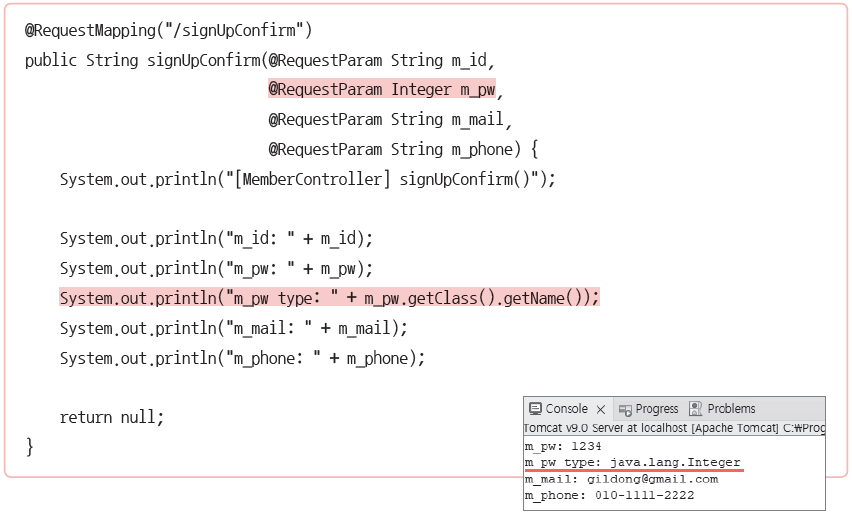 @RequestMapping("/signUpConfirm")
public String signUpConfirm(@RequestParam String m_id,
@RequestParam Integer m_pw,
@RequestParam String m_mail,
@RequestParam String m_phone) {
System.out.println("[MemberController] signUpConfirm()");
System.out.println("m_id: " + m_id);
System.out.println("m_pw: " + m_pw);
System.out.println("m_pw type: " + m_pw.getClass().getName());
System.out.println("m_mail: " + m_mail);
System.out.println("m_phone: " + m_phone);
return null;
}
Console × Progress Problems
Tomcat v9.0 Server at localhost [Apache Tomcat] C:₩Prog
m_pw: 1234
m_pw type: java.lang.Integer
m_mail: gildong@gmail.com
m_phone: 010-1111-2222